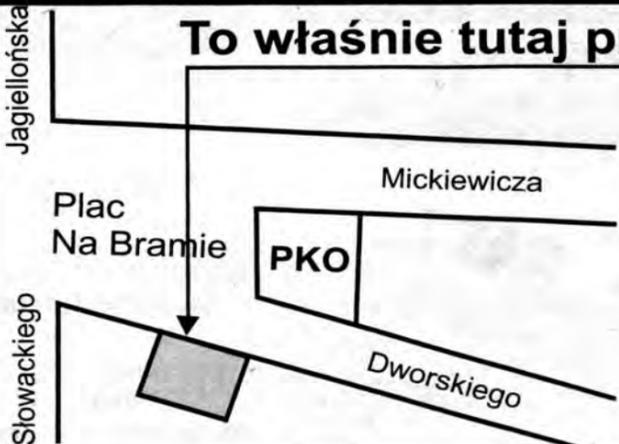 To właśnie tutaj
Jagiellońska
Mickiewicza
Plac
Na Bramie
PKO
Słowackiego
Dworskiego